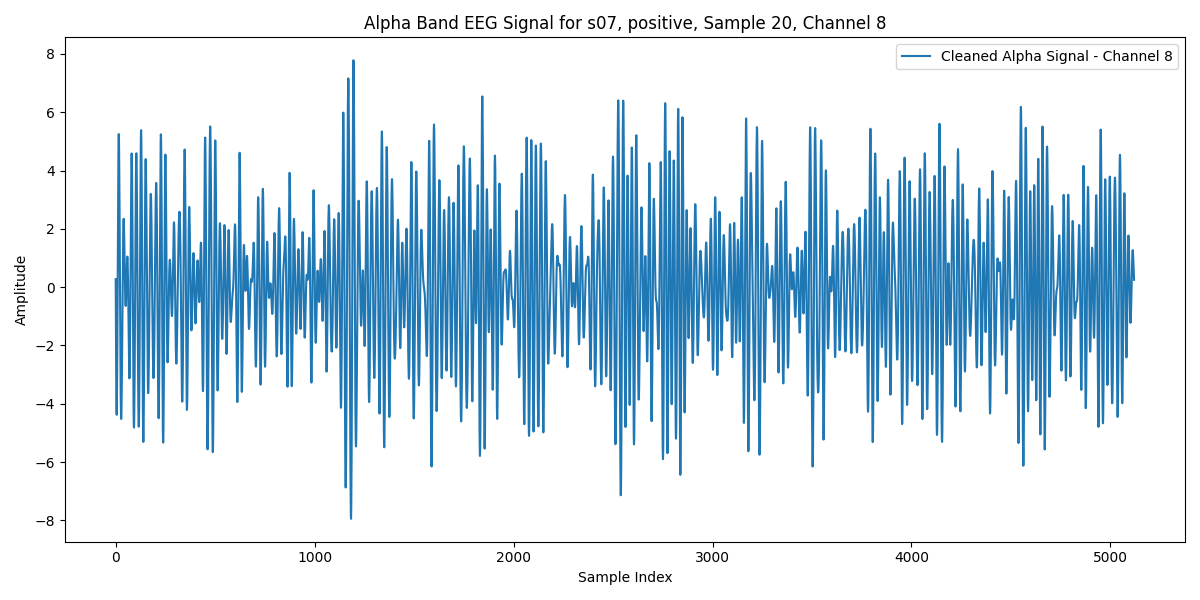 Alpha Band EEG Signal for s07, positive, Sample 20, Channel 8
Cleaned Alpha Signal - Channel 8
Amplitude
8
6
4
2
0
−2
−4
−6
−8
0 1000 2000 3000 4000 5000
Sample Index